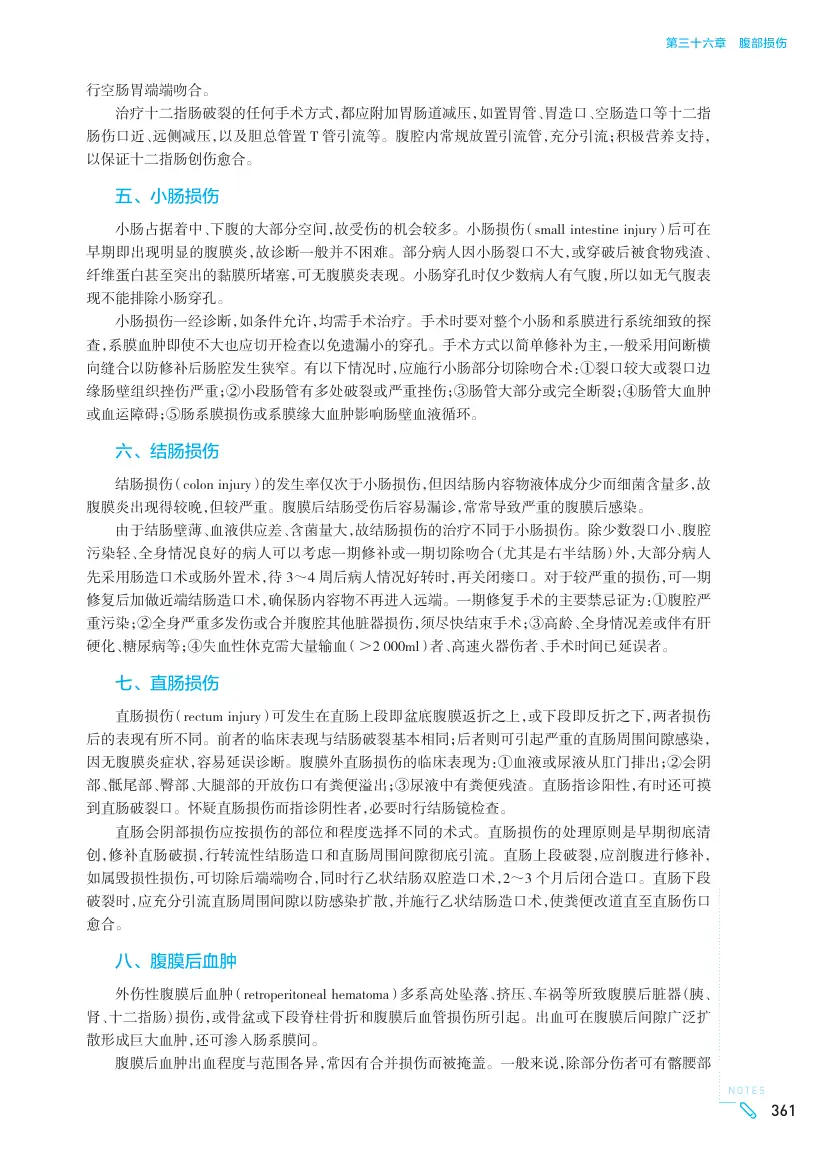 第三十六章 腹部损伤
行空肠胃端端吻合。
治疗十二指肠破裂的任何手术方式,都应附加胃肠道减压,如置胃管、胃造口、空肠造口等十二指
肠伤口近、远侧减压,以及胆总管置 T 管引流等。腹腔内常规放置引流管,充分引流;积极营养支持,
以保证十二指肠创伤愈合。
五、小肠损伤
小肠占据着中、下腹的大部分空间,故受伤的机会较多。小肠损伤(small intestine injury)后可在
早期即出现明显的腹膜炎,故诊断一般并不困难。部分病人因小肠裂口不大,或穿破后被食物残渣、
纤维蛋白甚至突出的黏膜所堵塞,可无腹膜炎表现。小肠穿孔时仅少数病人有气腹,所以如无气腹表
现不能排除小肠穿孔。
小肠损伤一经诊断,如条件允许,均需手术治疗。手术时要对整个小肠和系膜进行系统细致的探
查,系膜血肿即使不大也应切开检查以免遗漏小的穿孔。手术方式以简单修补为主,一般采用间断横
向缝合以防修补后肠腔发生狭窄。有以下情况时,应施行小肠部分切除吻合术:①裂口较大或裂口边
缘肠壁组织挫伤严重;②小段肠管有多处破裂或严重挫伤;③肠管大部分或完全断裂;④肠管大血肿
或血运障碍;⑤肠系膜损伤或系膜缘大血肿影响肠壁血液循环。
六、结肠损伤
结肠损伤(colon injury)的发生率仅次于小肠损伤,但因结肠内容物液体成分少而细菌含量多,故
腹膜炎出现得较晚,但较严重。腹膜后结肠受伤后容易漏诊,常常导致严重的腹膜后感染。
由于结肠壁薄、血液供应差、含菌量大,故结肠损伤的治疗不同于小肠损伤。除少数裂口小、腹腔
污染轻、全身情况良好的病人可以考虑一期修补或一期切除吻合(尤其是右半结肠)外,大部分病人
先采用肠造口术或肠外置术,待 3~4 周后病人情况好转时,再关闭瘘口。对于较严重的损伤,可一期
修复后加做近端结肠造口术,确保肠内容物不再进入远端。一期修复手术的主要禁忌证为:①腹腔严
重污染;②全身严重多发伤或合并腹腔其他脏器损伤,须尽快结束手术;③高龄、全身情况差或伴有肝
硬化、糖尿病等;④失血性休克需大量输血(>2 000ml)者、高速火器伤者、手术时间已延误者。
七、直肠损伤
直肠损伤(rectum injury)可发生在直肠上段即盆底腹膜返折之上,或下段即反折之下,两者损伤
后的表现有所不同。前者的临床表现与结肠破裂基本相同;后者则可引起严重的直肠周围间隙感染,
因无腹膜炎症状,容易延误诊断。腹膜外直肠损伤的临床表现为:①血液或尿液从肛门排出;②会阴
部、骶尾部、臀部、大腿部的开放伤口有粪便溢出;③尿液中有粪便残渣。直肠指诊阳性,有时还可摸
到直肠破裂口。怀疑直肠损伤而指诊阴性者,必要时行结肠镜检查。
直肠会阴部损伤应按损伤的部位和程度选择不同的术式。直肠损伤的处理原则是早期彻底清
创,修补直肠破损,行转流性结肠造口和直肠周围间隙彻底引流。直肠上段破裂,应剖腹进行修补,
如属毁损性损伤,可切除后端端吻合,同时行乙状结肠双腔造口术,2~3 个月后闭合造口。直肠下段
破裂时,应充分引流直肠周围间隙以防感染扩散,并施行乙状结肠造口术,使粪便改道直至直肠伤口
愈合。
八、腹膜后血肿
外伤性腹膜后血肿(retroperitoneal hematoma)多系高处坠落、挤压、车祸等所致腹膜后脏器(胰、
肾、十二指肠)损伤,或骨盆或下段脊柱骨折和腹膜后血管损伤所引起。出血可在腹膜后间隙广泛扩
散形成巨大血肿,还可渗入肠系膜间。
腹膜后血肿出血程度与范围各异,常因有合并损伤而被掩盖。一般来说,除部分伤者可有髂腰部
NOTES
361